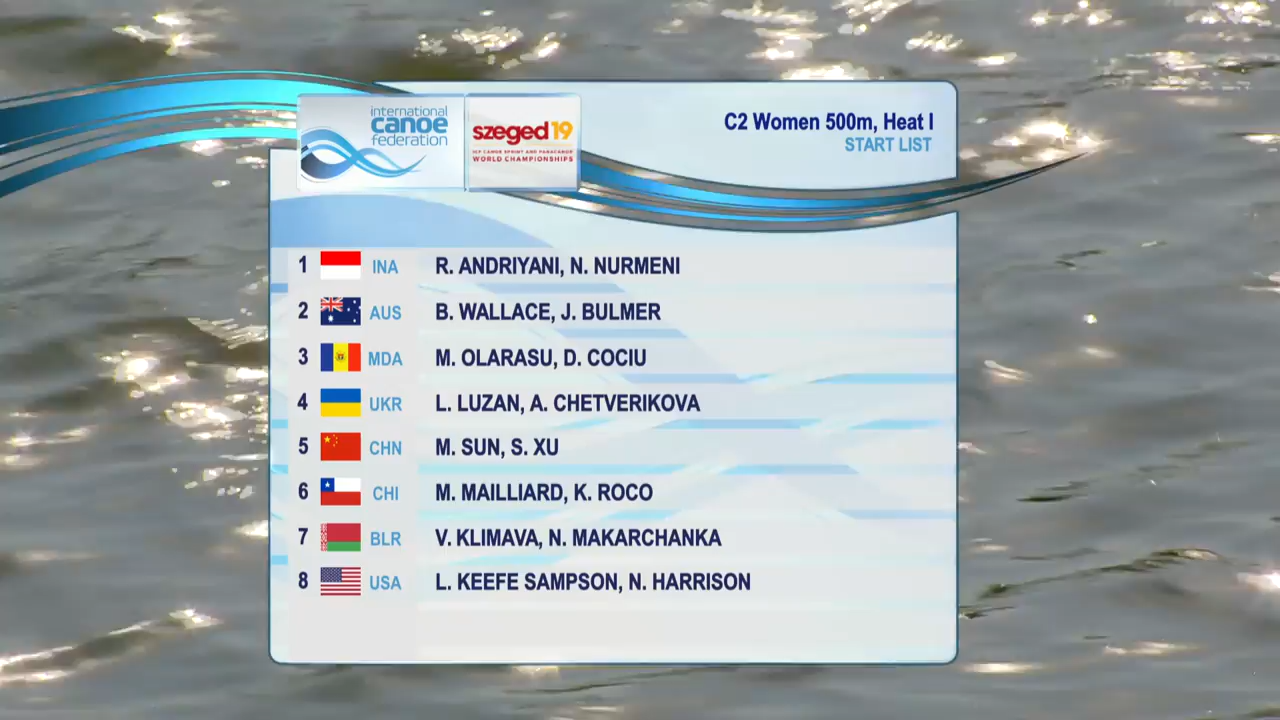 international
canoe
federation
szeged19
ICF CANOE SPRINT AND PARACANOE
WORLD CHAMPIONSHIPS
C2 Women 500m, Heat I
START LIST
1 INA R. ANDRIYANI, N. NURMENI
2 AUS B. WALLACE, J. BULMER
3 MDA M. OLARASU, D. COCIU
4 UKR L. LUZAN, A. CHETVERIKOVA
5 CHN M. SUN, S. XU
6 CHI M. MAILLIARD, K. ROCO
7 BLR V. KLIMAVA, N. MAKARCHANKA
8 USA L. KEEFE SAMPSON, N. HARRISON